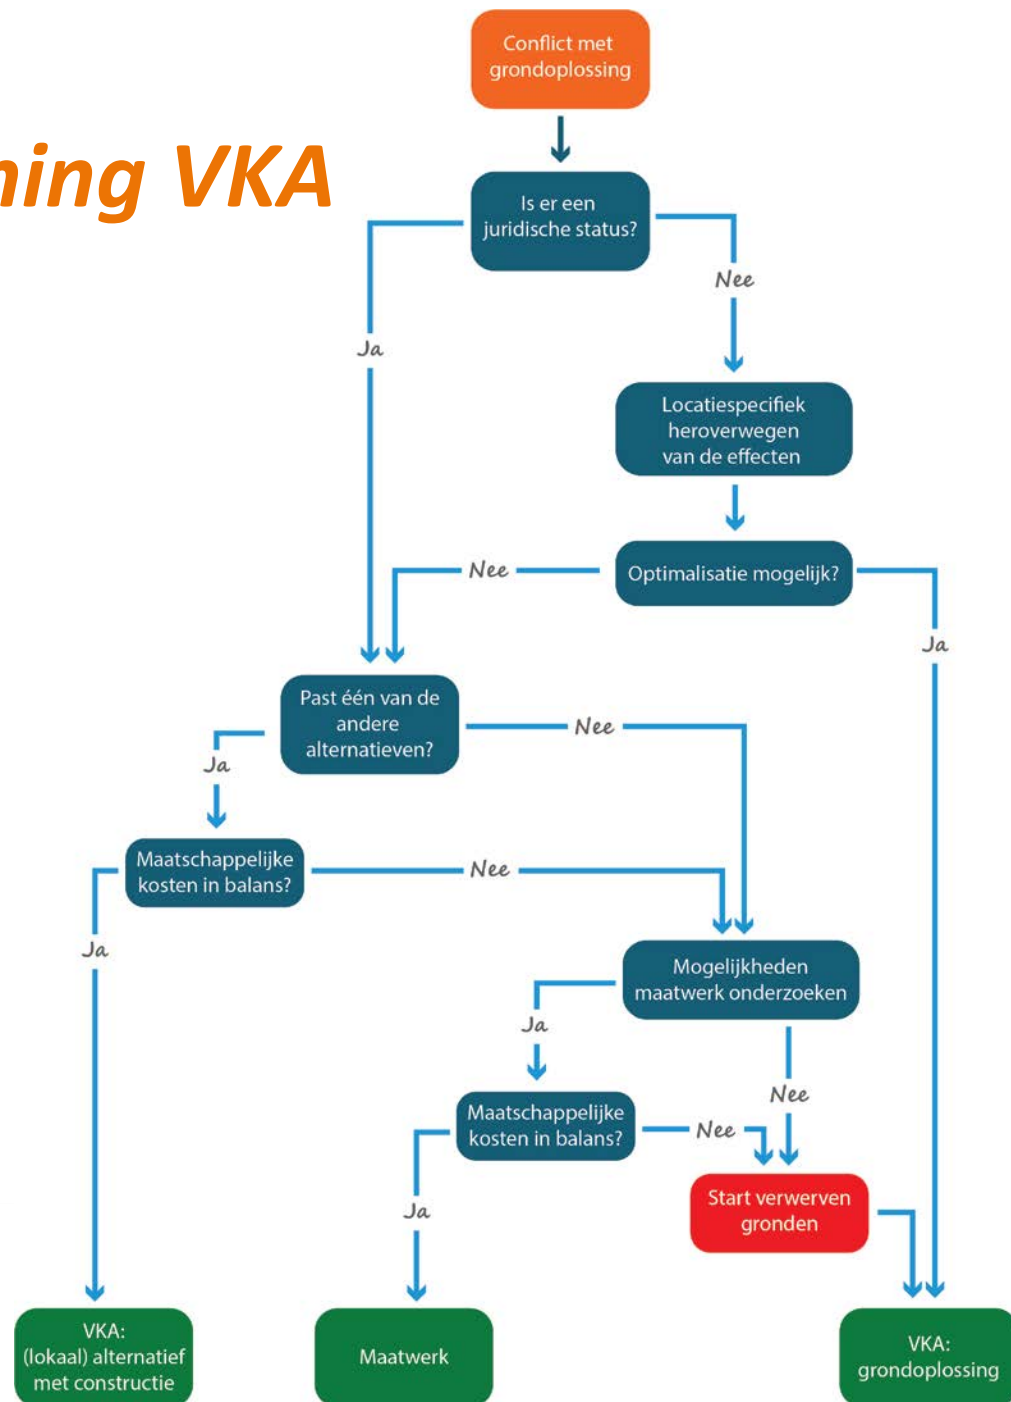 Conflict met
grondoplossing
ning VKA
Is er een
juridische status?
Nee
Ja
Locatiespecifiek
heroverwegen
van de effecten
Nee
Optimalisatie mogelijk?
Ja
Past één van de
andere
alternatieven?
Nee
Ja
Maatschappelijke
kosten in balans?
Nee
Ja
Mogelijkheden
maatwerk onderzoeken
Ja
Nee
Maatschappelijke
kosten in balans?
Nee
Start verwerven
gronden
Ja
VKA:
(lokaal) alternatief
met constructie
Maatwerk
VKA:
grondoplossing